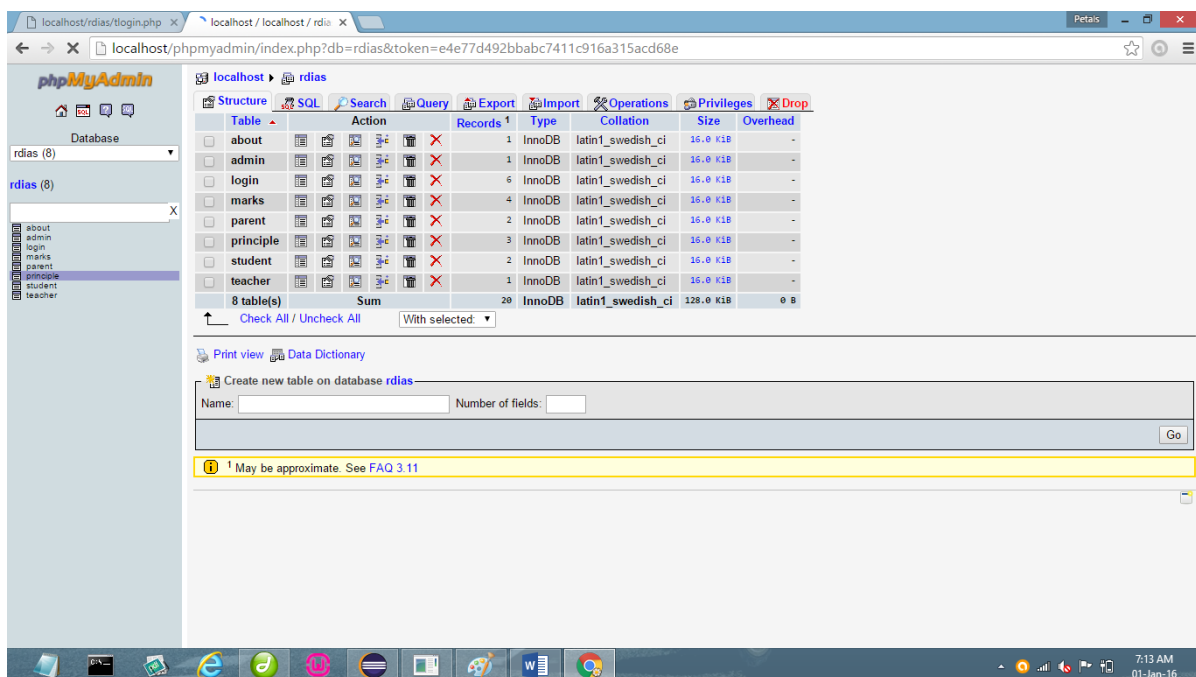 localhost/rdias/tlogin.php
localhost / localhost / rdia
Petals
localhost/phpmyadmin/index.php?db=rdias&token=e4e77d492bbabc7411c916a315acd68e
phpMyAdmin
Database
rdias (8)
rdias (8)
X
about
admin
login
marks
parent
principle
student
teacher
localhost rdias
Structure SQL Search Query Export Import Operations Privileges Drop
Table Action Records 1 Type Collation Size Overhead
about 1 InnoDB latin1_swedish_ci 16.0 KiB -
admin 1 InnoDB latin1_swedish_ci 16.0 KiB -
login 6 InnoDB latin1_swedish_ci 16.0 KiB -
marks 4 InnoDB latin1_swedish_ci 16.0 KiB -
parent 2 InnoDB latin1_swedish_ci 16.0 KiB -
principle 3 InnoDB latin1_swedish_ci 16.0 KiB -
student 2 InnoDB latin1_swedish_ci 16.0 KiB -
teacher 1 InnoDB latin1_swedish_ci 16.0 KiB -
8 table(s) Sum 20 InnoDB latin1_swedish_ci 128.0 KiB 0 B
Check All / Uncheck All With selected:
Print view Data Dictionary
Create new table on database rdias
Name: Number of fields:
Go
1 May be approximate. See FAQ 3.11
7:13 AM
01-Jan-16